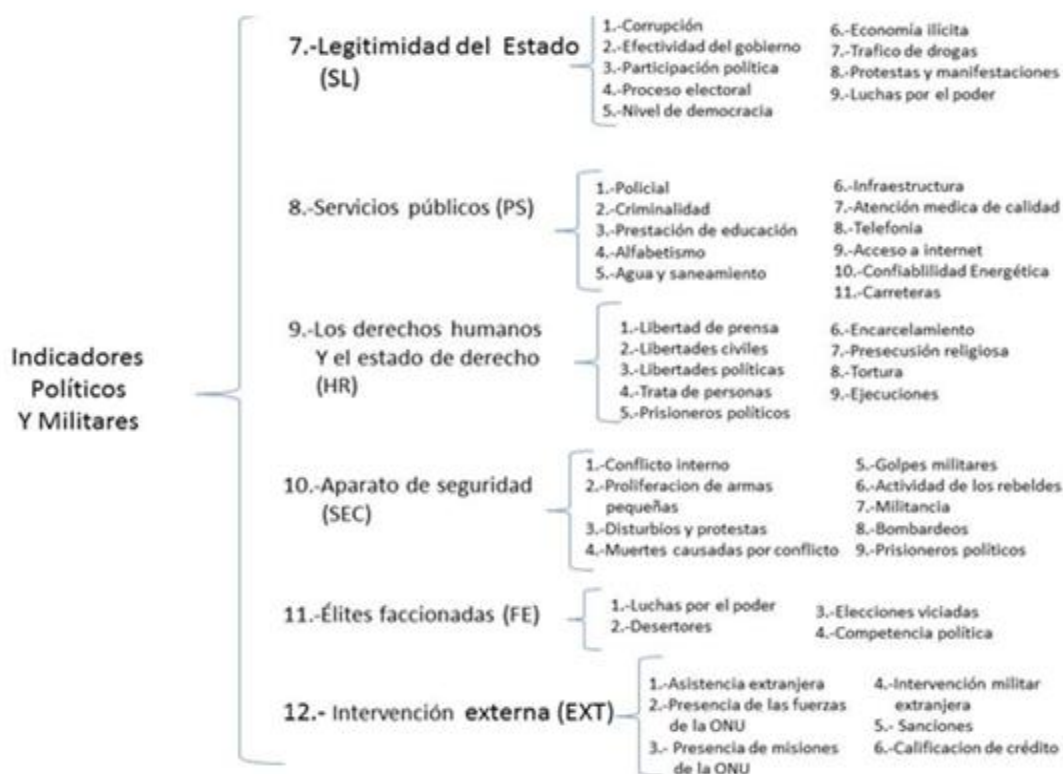 Indicadores
Políticos
Y Militares
7.-Legitimidad del Estado
(SL)
1.-Corrupción
2.-Efectividad del gobierno
3.-Participación política
4.-Proceso electoral
5.-Nivel de democracia
6.-Economía ilícita
7.-Trafico de drogas
8.-Protestas y manifestaciones
9.-Luchas por el poder
8.-Servicios públicos (PS)
1.-Policial
2.-Criminalidad
3.-Prestación de educación
4.-Alfabetismo
5.-Agua y saneamiento
6.-Infraestructura
7.-Atención medica de calidad
8.-Telefonía
9.-Acceso a internet
10.-Confiablilidad Energética
11.-Carreteras
9.-Los derechos humanos
Y el estado de derecho
(HR)
1.-Libertad de prensa
2.-Libertades civiles
3.-Libertades políticas
4.-Trata de personas
5.-Prisioneros políticos
6.-Encarcelamiento
7.-Presecusión religiosa
8.-Tortura
9.-Ejecuciones
10.-Aparato de seguridad
(SEC)
1.-Conflicto interno
2.-Proliferacion de armas
pequeñas
3.-Disturbios y protestas
4.-Muertes causadas por conflicto
5.-Golpes militares
6.-Actividad de los rebeldes
7.-Militancia
8.-Bombardeos
9.-Prisioneros políticos
11.-Élites faccionadas (FE)
1.-Luchas por el poder
2.-Desertores
3.-Elecciones viciadas
4.-Competencia política
12.- Intervención externa (EXT)
1.-Asistencia extranjera
2.-Presencia de las fuerzas
de la ONU
3.- Presencia de misiones
de la ONU
4.-Intervención militar
extranjera
5.- Sanciones
6.-Calificacion de crédito